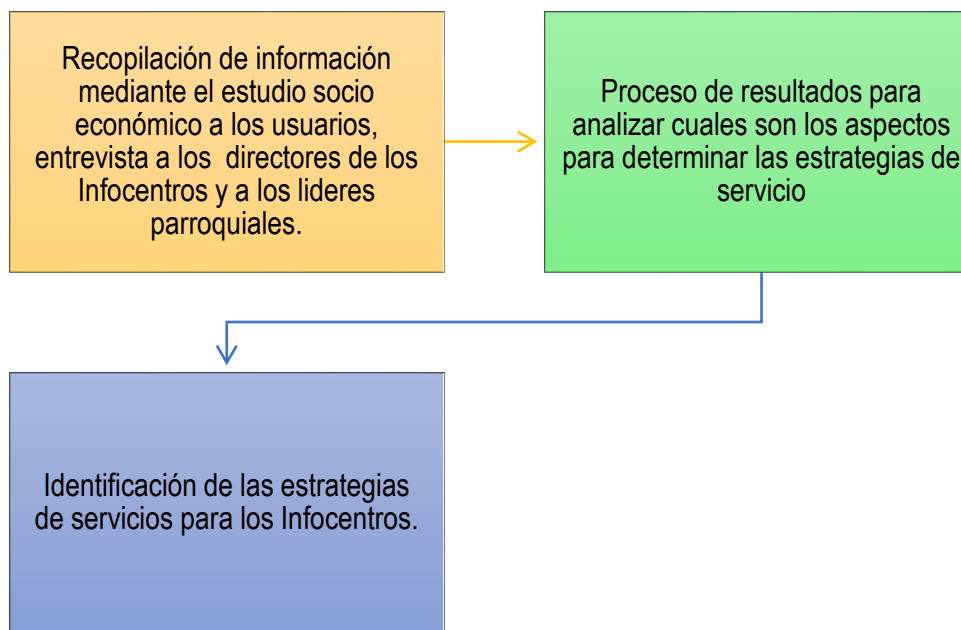 Recopilación de información
mediante el estudio socio
económico a los usuarios,
entrevista a los directores de los
Infocentros y a los lideres
parroquiales.
Proceso de resultados para
analizar cuales son los aspectos
para determinar las estrategias de
servicio
Identificación de las estrategias
de servicios para los Infocentros.